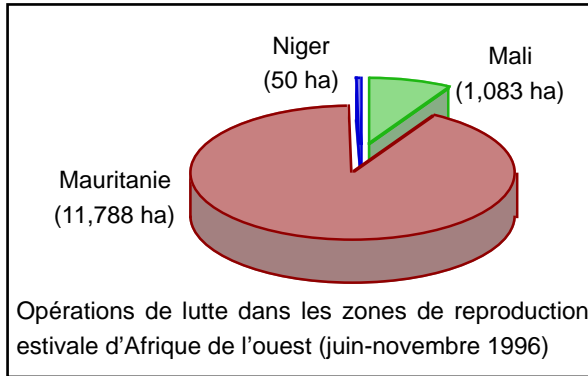 Niger
(50 ha)
Mali
(1,083 ha)
Mauritanie
(11,788 ha)
Opérations de lutte dans les zones de reproduction
estivale d'Afrique de l'ouest (juin-novembre 1996)